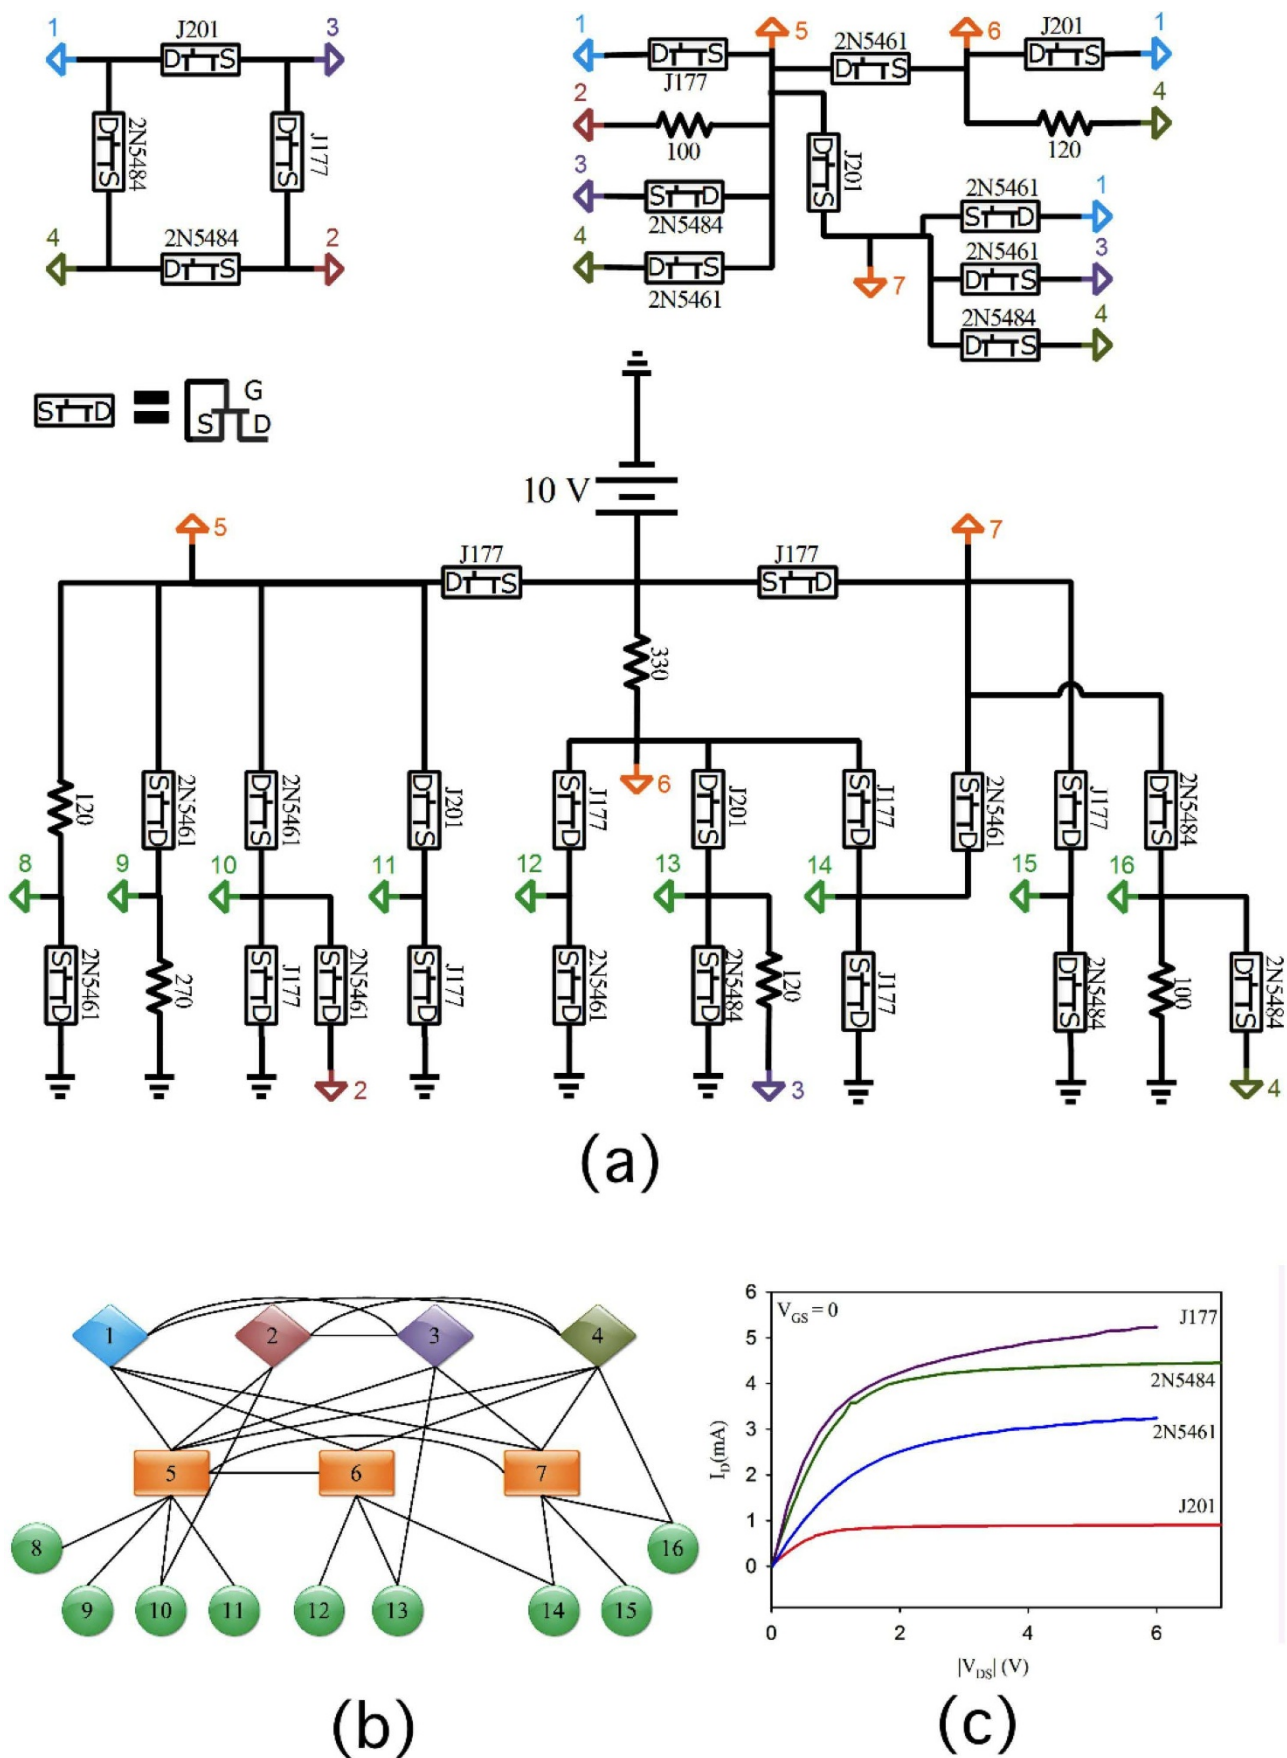 1 J201 3
2N5484 J177
4 2N5484 2
1 J177 5 2N5461 6 J201 1
2 100 4 120
3 2N5484 J201 2N5461 1
4 2N5461 7 2N5461 3
2N5484 4
S D = G S D
10 V
5 J177 J177 7
330
120 2N5461 2N5461 J201 J177 6 J201 J177 2N5461 J177 2N5484
8 9 10 11 12 13 14 15 16
2N5461 270 J177 2N5461 J177 2N5461 2N5484 120 J177 2N5484 100 2N5484
2 3 4
(a)
1 2 3 4
5 6 7
8 16
9 10 11 12 13 14 15
(b)
V_GS = 0
J177
2N5484
2N5461
J201
I_D(mA)
6
5
4
3
2
1
0
0 2 4 6
|V_DS| (V)
(c)